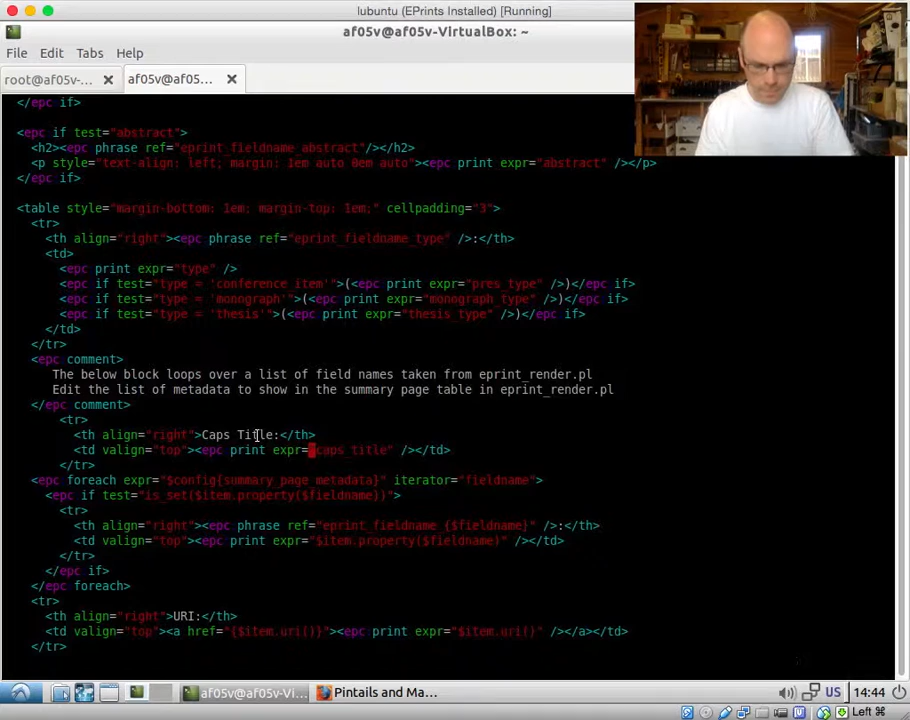 lubuntu (EPrints Installed) [Running]
af05v@af05v-VirtualBox: ~
File Edit Tabs Help
root@af05v-... af05v@af05...
</epc if>
<epc if test="abstract">
<h2><epc phrase ref="eprint_fieldname_abstract"/></h2>
<p style="text-align: left; margin: 1em auto 0em auto"><epc print expr="abstract" /></p>
</epc if>
<table style="margin-bottom: 1em; margin-top: 1em;" cellpadding="3">
<tr>
<th align="right"><epc phrase ref="eprint_fieldname_type" />:</th>
<td>
<epc print expr="type" />
<epc if test="type = 'conference_item'">(<epc print expr="pres_type" />)</epc if>
<epc if test="type = 'monograph'">(<epc print expr="monograph_type" />)</epc if>
<epc if test="type = 'thesis'">(<epc print expr="thesis_type" />)</epc if>
</td>
</tr>
<epc comment>
The below block loops over a list of field names taken from eprint_render.pl
Edit the list of metadata to show in the summary page table in eprint_render.pl
</epc comment>
<tr>
<th align="right">Caps Title:</th>
<td valign="top"><epc print expr="caps_title" /></td>
</tr>
<epc foreach expr="$config{summary_page_metadata}" iterator="fieldname">
<epc if test="is_set($item.property($fieldname))">
<tr>
<th align="right"><epc phrase ref="eprint_fieldname_{$fieldname}" />:</th>
<td valign="top"><epc print expr="$item.property($fieldname)" /></td>
</tr>
</epc if>
</epc foreach>
<tr>
<th align="right">URI:</th>
<td valign="top"><a href="{$item.uri()}"><epc print expr="$item.uri()" /></a></td>
</tr>
af05v@af05v-Vi... Pintails and Ma... US 14:44
Left ⌘